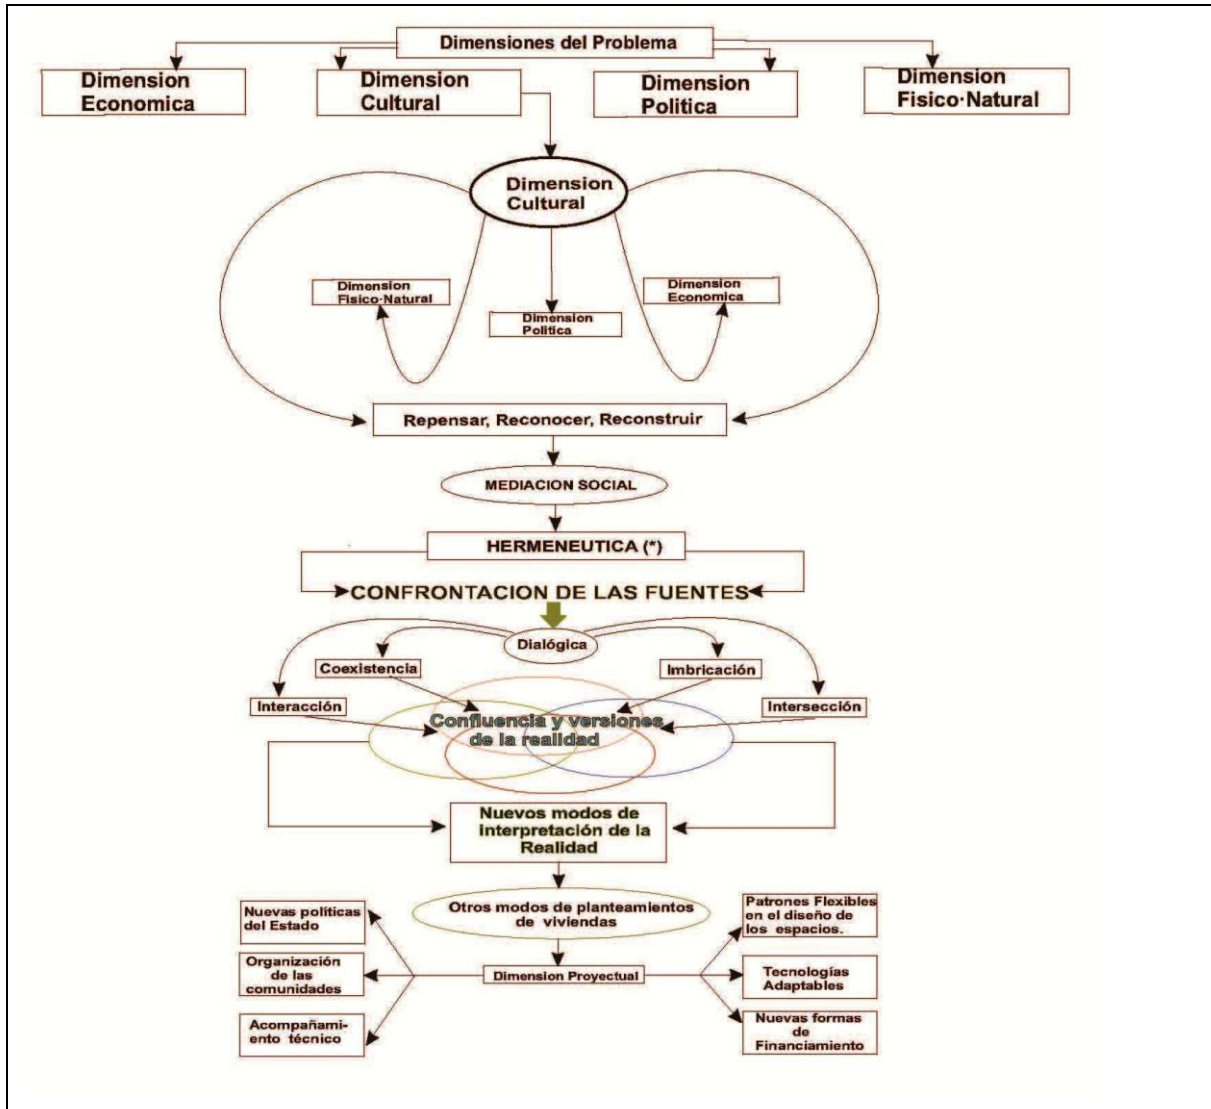 Dimensiones del Problema
Dimension
Economica
Dimension
Cultural
Dimension
Politica
Dimension
Fisico·Natural
Dimension
Cultural
Dimension
Fisico·Natural
Dimension
Politica
Dimension
Economica
Repensar, Reconocer, Reconstruir
MEDIACION SOCIAL
HERMENEUTICA (*)
CONFRONTACION DE LAS FUENTES
Dialógica
Coexistencia
Imbricación
Interacción
Intersección
Confluencia y versiones
de la realidad
Nuevos modos de
interpretación de la
Realidad
Otros modos de planteamientos
de viviendas
Nuevas políticas
del Estado
Organización
de las
comunidades
Acompañami-
ento técnico
Dimension Proyectual
Patrones Flexibles
en el diseño de
los espacios.
Tecnologías
Adaptables
Nuevas formas
de
Financiamiento